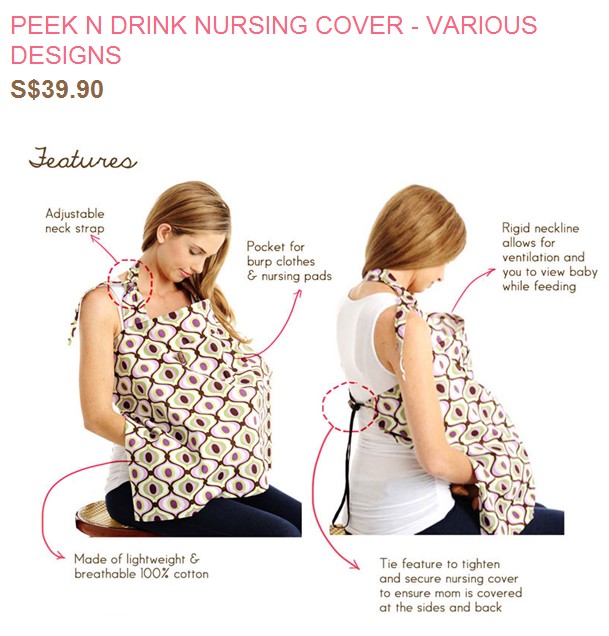 PEEK N DRINK NURSING COVER - VARIOUS
DESIGNS
S$39.90
Features
Adjustable
neck strap
Pocket for
burp clothes
& nursing pads
Rigid neckline
allows for
ventilation and
you to view baby
while feeding
Made of lightweight &
breathable 100% cotton
Tie feature to tighten
and secure nursing cover
to ensure mom is covered
at the sides and back